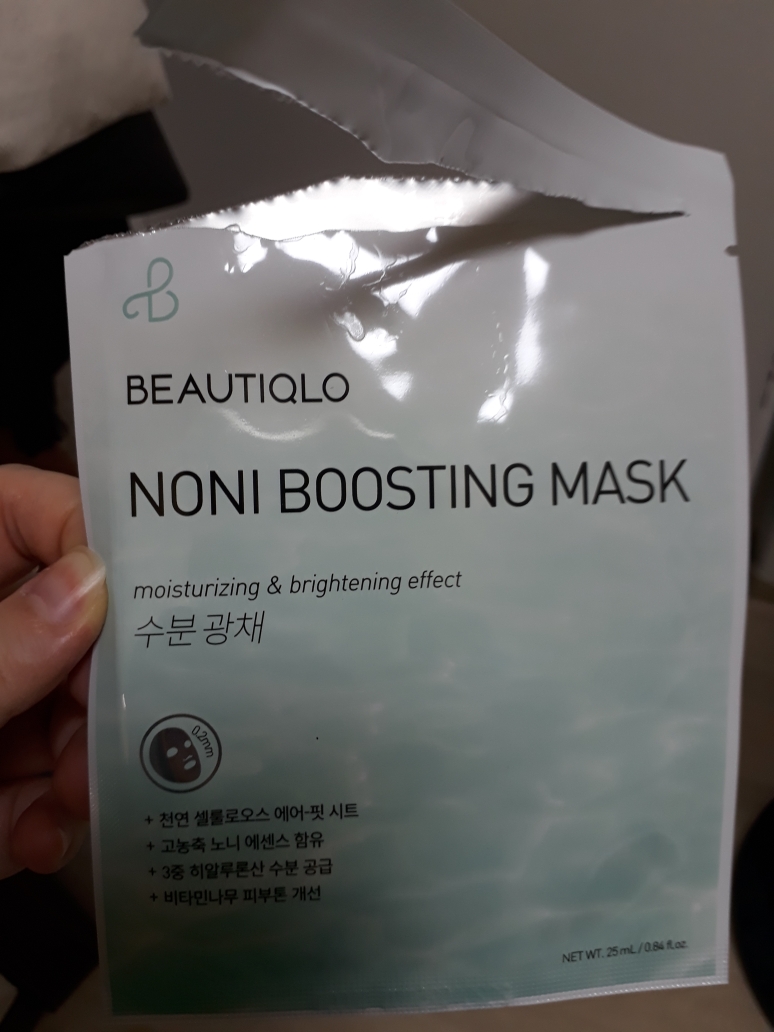 BEAUTIQLO
NONI BOOSTING MASK
moisturizing & brightening effect
수분 광채
0.2mm
+ 천연 셀룰로오스 에어-핏 시트
+ 고농축 노니 에센스 함유
+ 3중 히알루론산 수분 공급
+ 비타민나무 피부톤 개선
NET WT. 25 mL / 0.84 fl.oz.